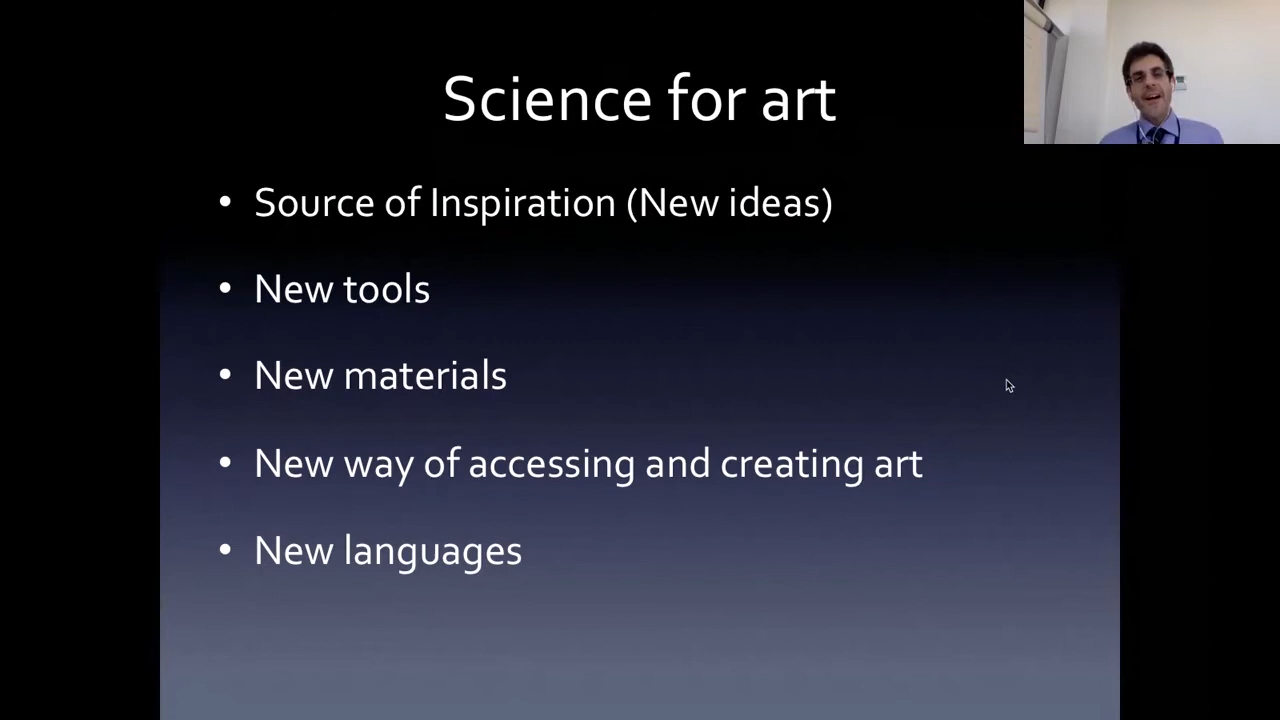 Science for art
• Source of Inspiration (New ideas)
• New tools
• New materials
• New way of accessing and creating art
• New languages